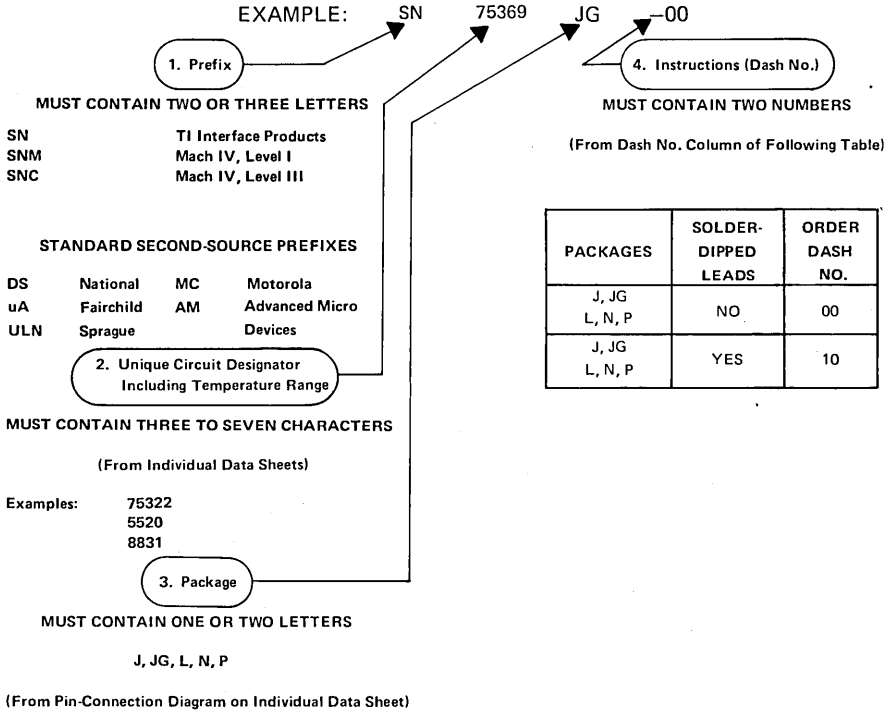 EXAMPLE: SN 75369 JG –00
1. Prefix
MUST CONTAIN TWO OR THREE LETTERS
SN TI Interface Products
SNM Mach IV, Level I
SNC Mach IV, Level III
STANDARD SECOND-SOURCE PREFIXES
DS National MC Motorola
uA Fairchild AM Advanced Micro
ULN Sprague Devices
2. Unique Circuit Designator
Including Temperature Range
MUST CONTAIN THREE TO SEVEN CHARACTERS
(From Individual Data Sheets)
Examples: 75322
5520
8831
3. Package
MUST CONTAIN ONE OR TWO LETTERS
J, JG, L, N, P
(From Pin-Connection Diagram on Individual Data Sheet)
4. Instructions (Dash No.)
MUST CONTAIN TWO NUMBERS
(From Dash No. Column of Following Table)
PACKAGES SOLDER-DIPPED LEADS ORDER DASH NO.
J, JG
L, N, P NO 00
J, JG
L, N, P YES 10